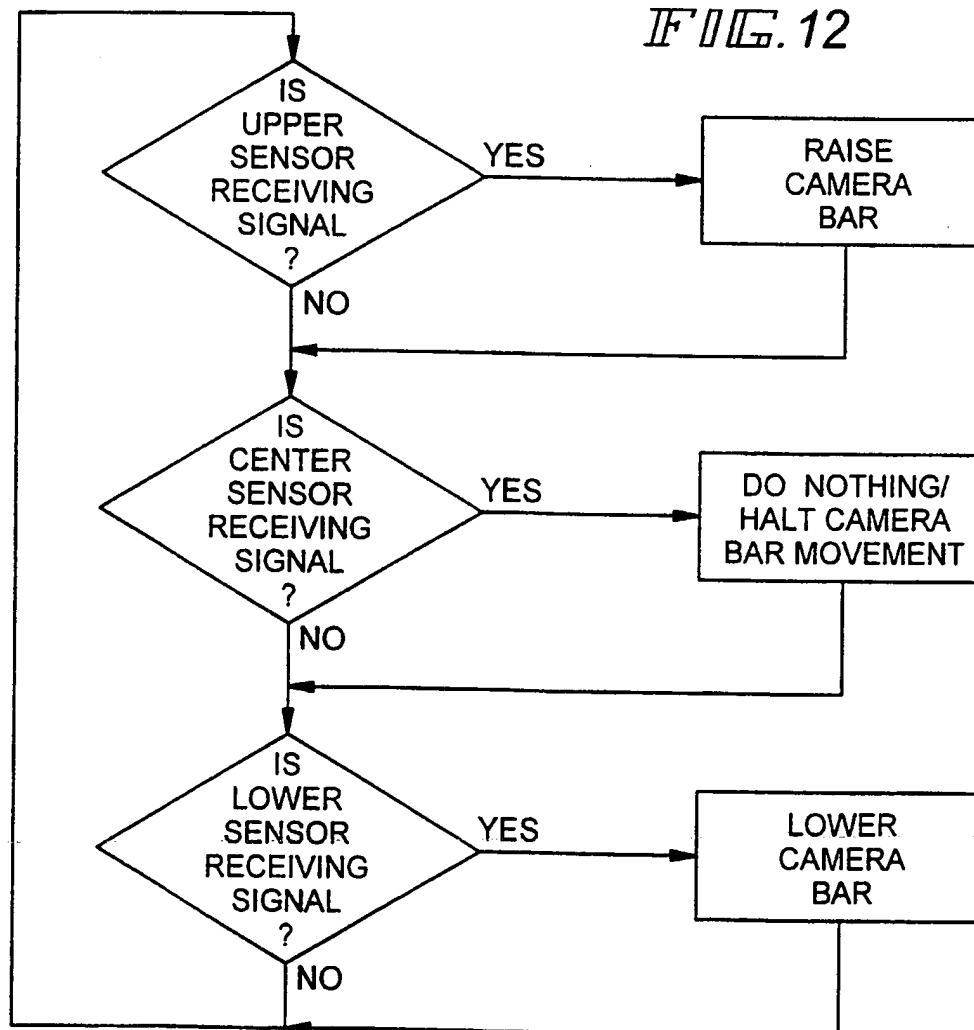 FIG. 12
IS
UPPER
SENSOR
RECEIVING
SIGNAL
?
YES
RAISE
CAMERA
BAR
NO
IS
CENTER
SENSOR
RECEIVING
SIGNAL
?
YES
DO NOTHING/
HALT CAMERA
BAR MOVEMENT
NO
IS
LOWER
SENSOR
RECEIVING
SIGNAL
?
YES
LOWER
CAMERA
BAR
NO